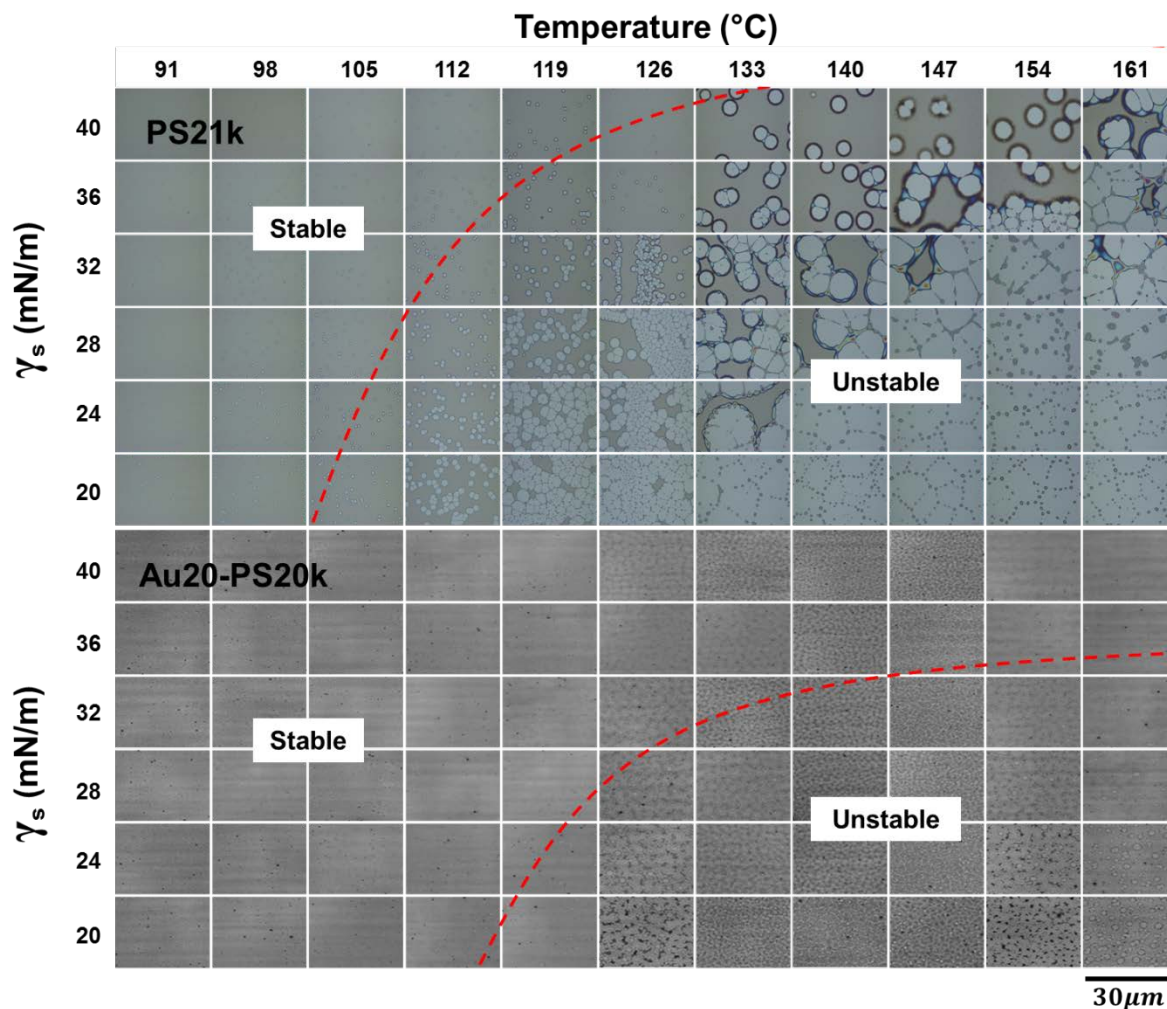 Temperature (°C)
91 98 105 112 119 126 133 140 147 154 161
γs (mN/m)
40
36
32
28
24
20
PS21k
Stable
Unstable
γs (mN/m)
40
36
32
28
24
20
Au20-PS20k
Stable
Unstable
30μm